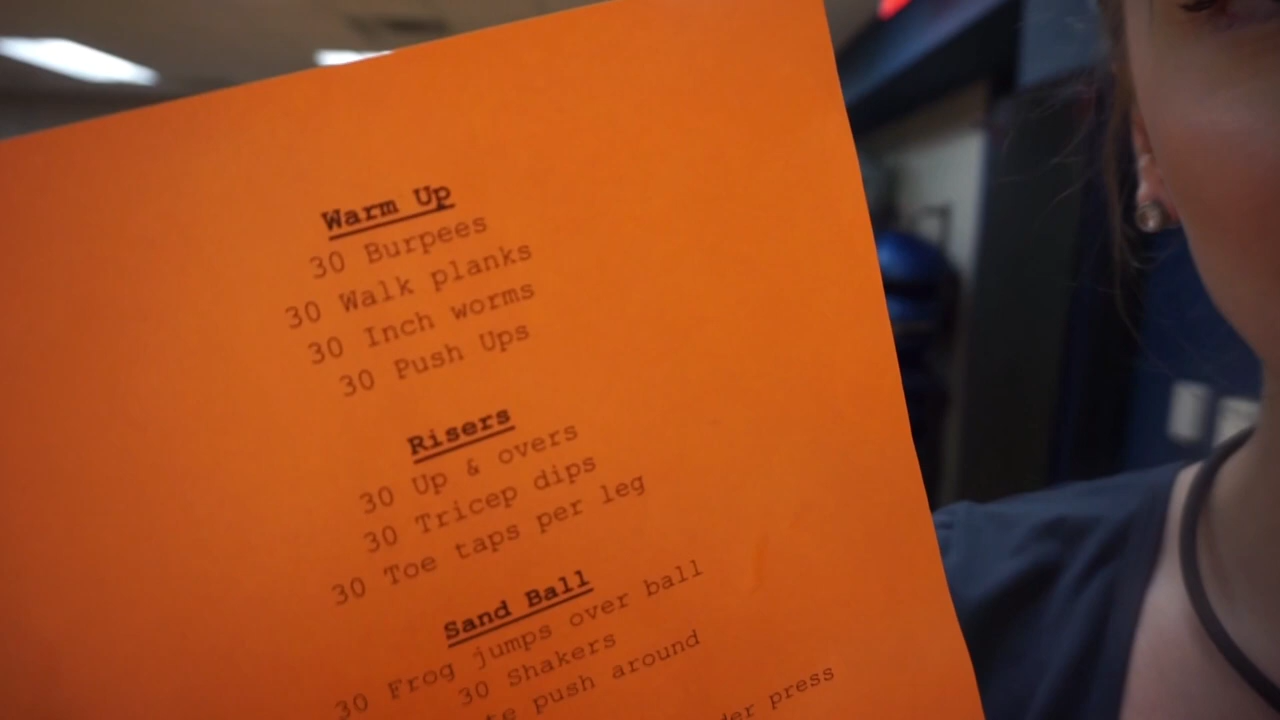 Warm Up
30 Burpees
30 Walk planks
30 Inch worms
30 Push Ups
Risers
30 Up & overs
30 Tricep dips
30 Toe taps per leg
Sand Ball
30 Frog jumps over ball
30 Shakers
push around
press